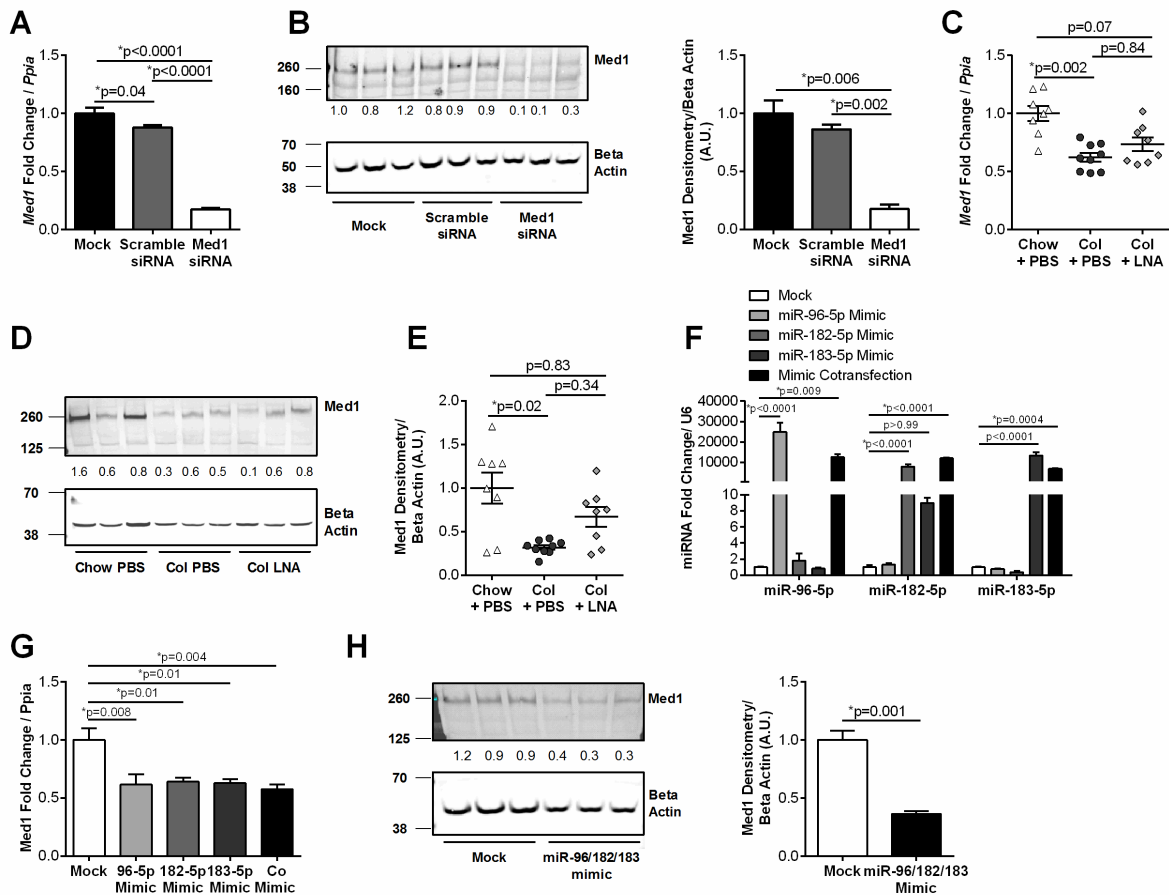 A
Med1 Fold Change / Ppia
1.5
1.0
0.5
0.0
*p<0.0001
*p<0.0001
*p=0.04
Mock
Scramble
siRNA
Med1
siRNA
B
260
160
Med1
1.0 0.8 1.2 0.8 0.9 0.9 0.1 0.1 0.3
70
50
38
Beta
Actin
Mock
Scramble
siRNA
Med1
siRNA
Med1 Densitometry/Beta Actin
(A.U.)
1.5
1.0
0.5
0.0
*p=0.006
*p=0.002
Mock
Scramble
siRNA
Med1
siRNA
C
Med1 Fold Change / Ppia
1.5
1.0
0.5
0.0
p=0.07
p=0.84
*p=0.002
Chow
+ PBS
Col
+ PBS
Col
+ LNA
D
260
125
Med1
1.6 0.6 0.8 0.3 0.6 0.5 0.1 0.6 0.8
70
38
Beta
Actin
Chow PBS
Col PBS
Col LNA
E
Med1 Densitometry/
Beta Actin (A.U.)
2.0
1.5
1.0
0.5
0.0
p=0.83
p=0.34
*p=0.02
Chow
+ PBS
Col
+ PBS
Col
+ LNA
F
Mock
miR-96-5p Mimic
miR-182-5p Mimic
miR-183-5p Mimic
Mimic Cotransfection
miRNA Fold Change/ U6
40000
30000
20000
10000
10
8
6
4
2
0
*p=0.009
*p<0.0001
*p<0.0001
p>0.99
*p<0.0001
*p=0.0004
p<0.0001
miR-96-5p
miR-182-5p
miR-183-5p
G
Med1 Fold Change / Ppia
1.5
1.0
0.5
0.0
*p=0.004
*p=0.01
*p=0.01
*p=0.008
Mock
96-5p
Mimic
182-5p
Mimic
183-5p
Mimic
Co
Mimic
H
260
125
Med1
1.2 0.9 0.9 0.4 0.3 0.3
70
38
Beta
Actin
Mock
miR-96/182/183
mimic
Med1 Densitometry/
Beta Actin (A.U.)
1.5
1.0
0.5
0.0
*p=0.001
Mock
miR-96/182/183
Mimic